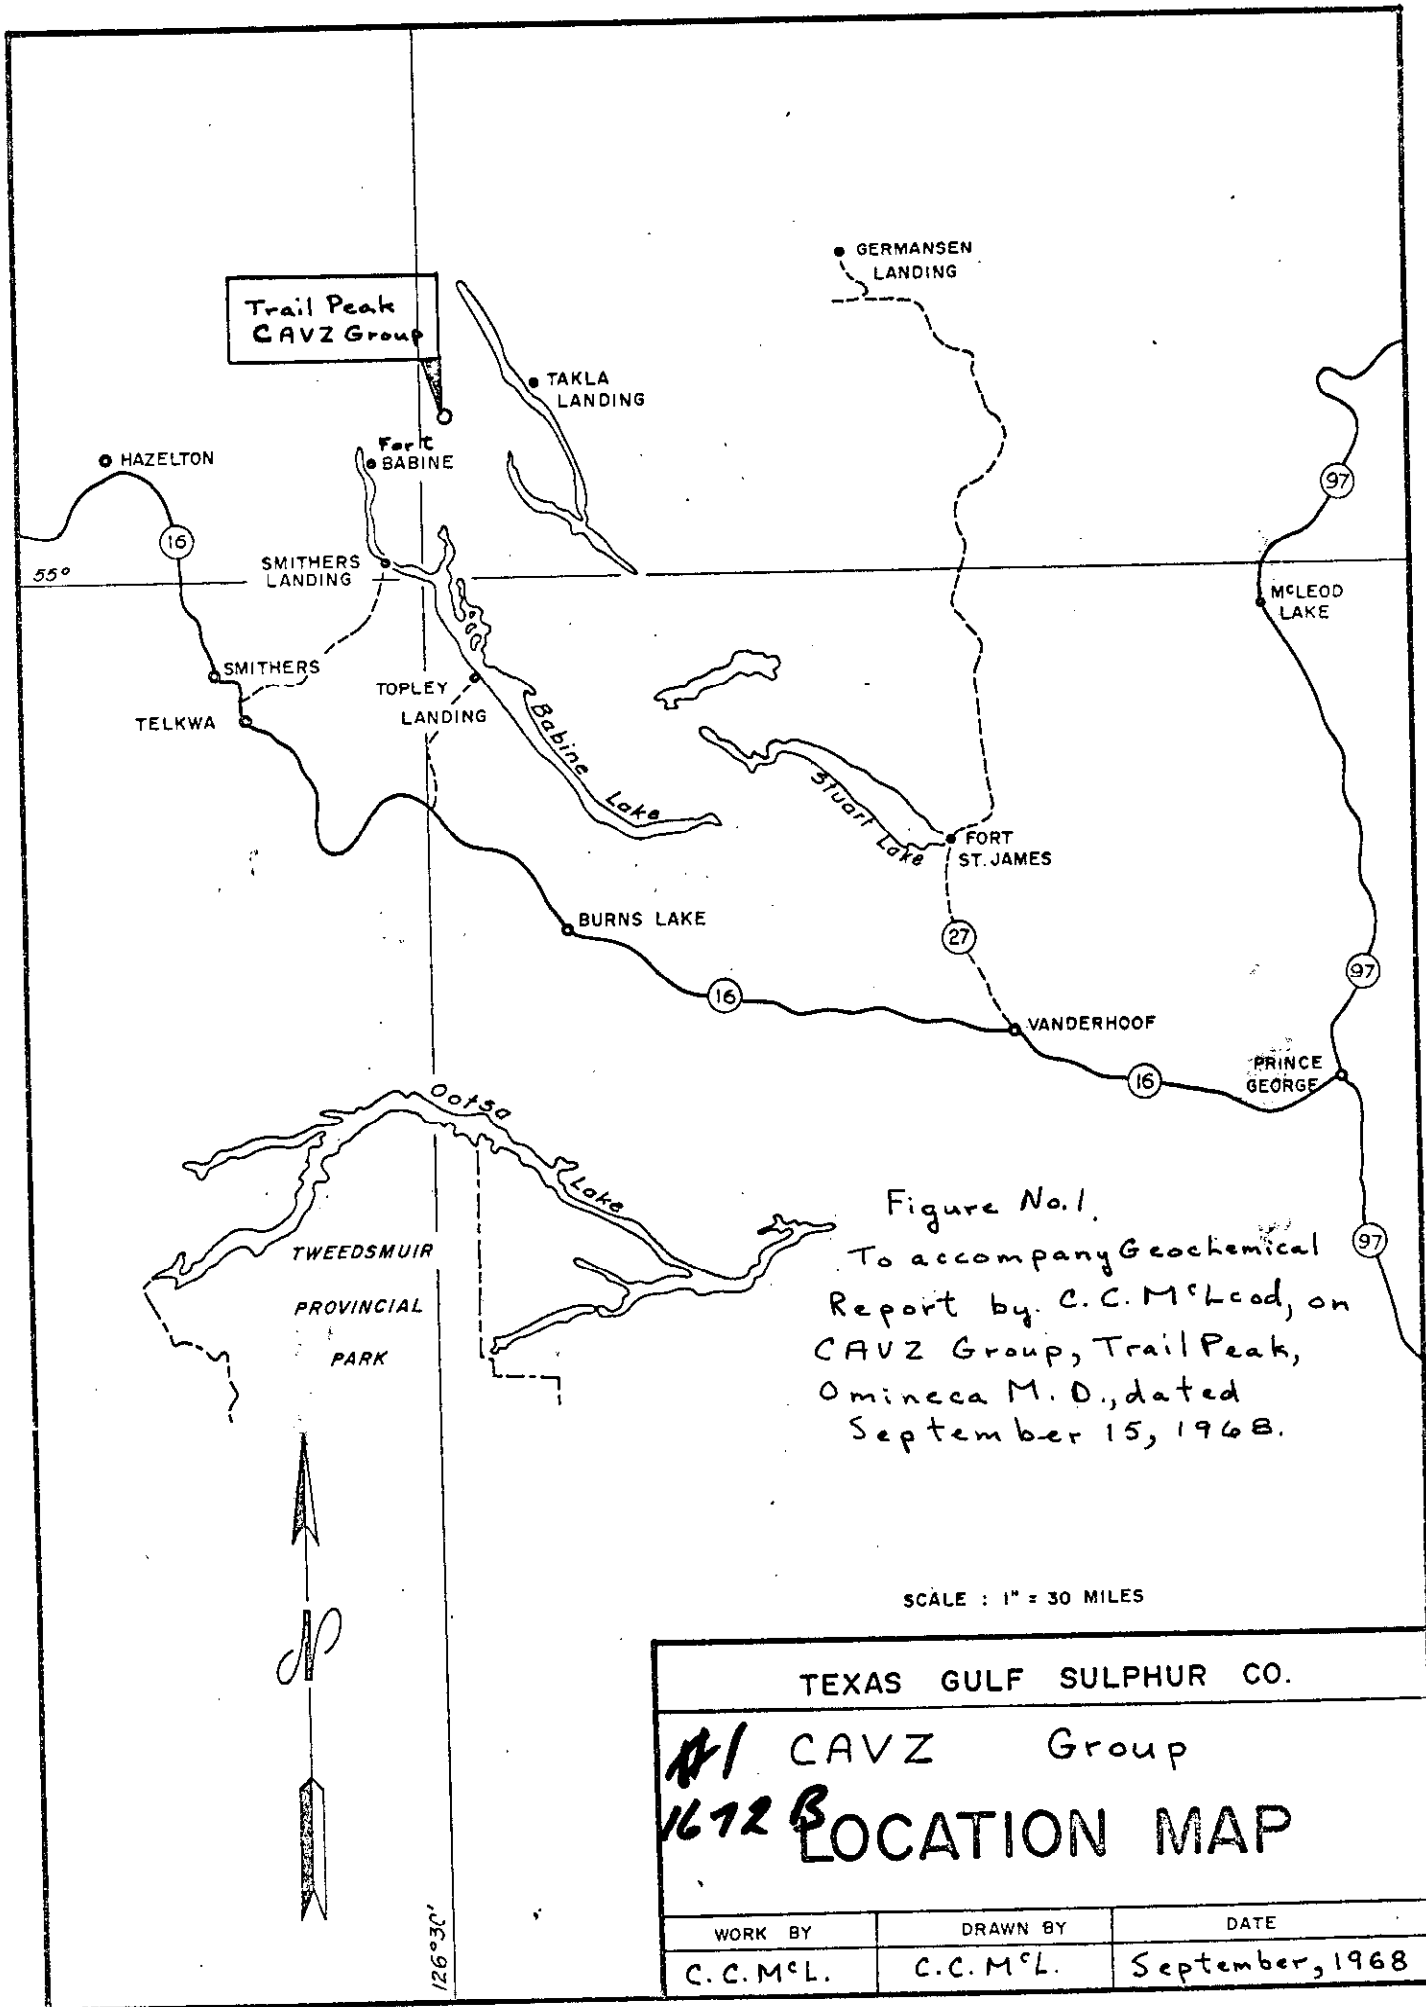 GERMANSEN
LANDING
Trail Peak
CAVZ Group
TAKLA
LANDING
Fort
BABINE
HAZELTON
97
16
SMITHERS
LANDING
55°
MCLEOD
LAKE
SMITHERS
TOPLEY
LANDING
TELKWA
Babine
Lake
Stuart
Lake
FORT
ST. JAMES
BURNS LAKE
27
16
97
VANDERHOOF
PRINCE
GEORGE
16
Ootsa
Lake
97
TWEEDSMUIR
PROVINCIAL
PARK
Figure No. 1.
To accompany Geochemical
Report by. C.C. McLeod, on
CAVZ Group, Trail Peak,
Omineca M.D., dated
September 15, 1968.
N
SCALE : 1" = 30 MILES
TEXAS GULF SULPHUR CO.
#1 CAVZ Group
1672 B
LOCATION MAP
126°30'
WORK BY DRAWN BY DATE
C.C. McL. C.C. McL. September, 1968